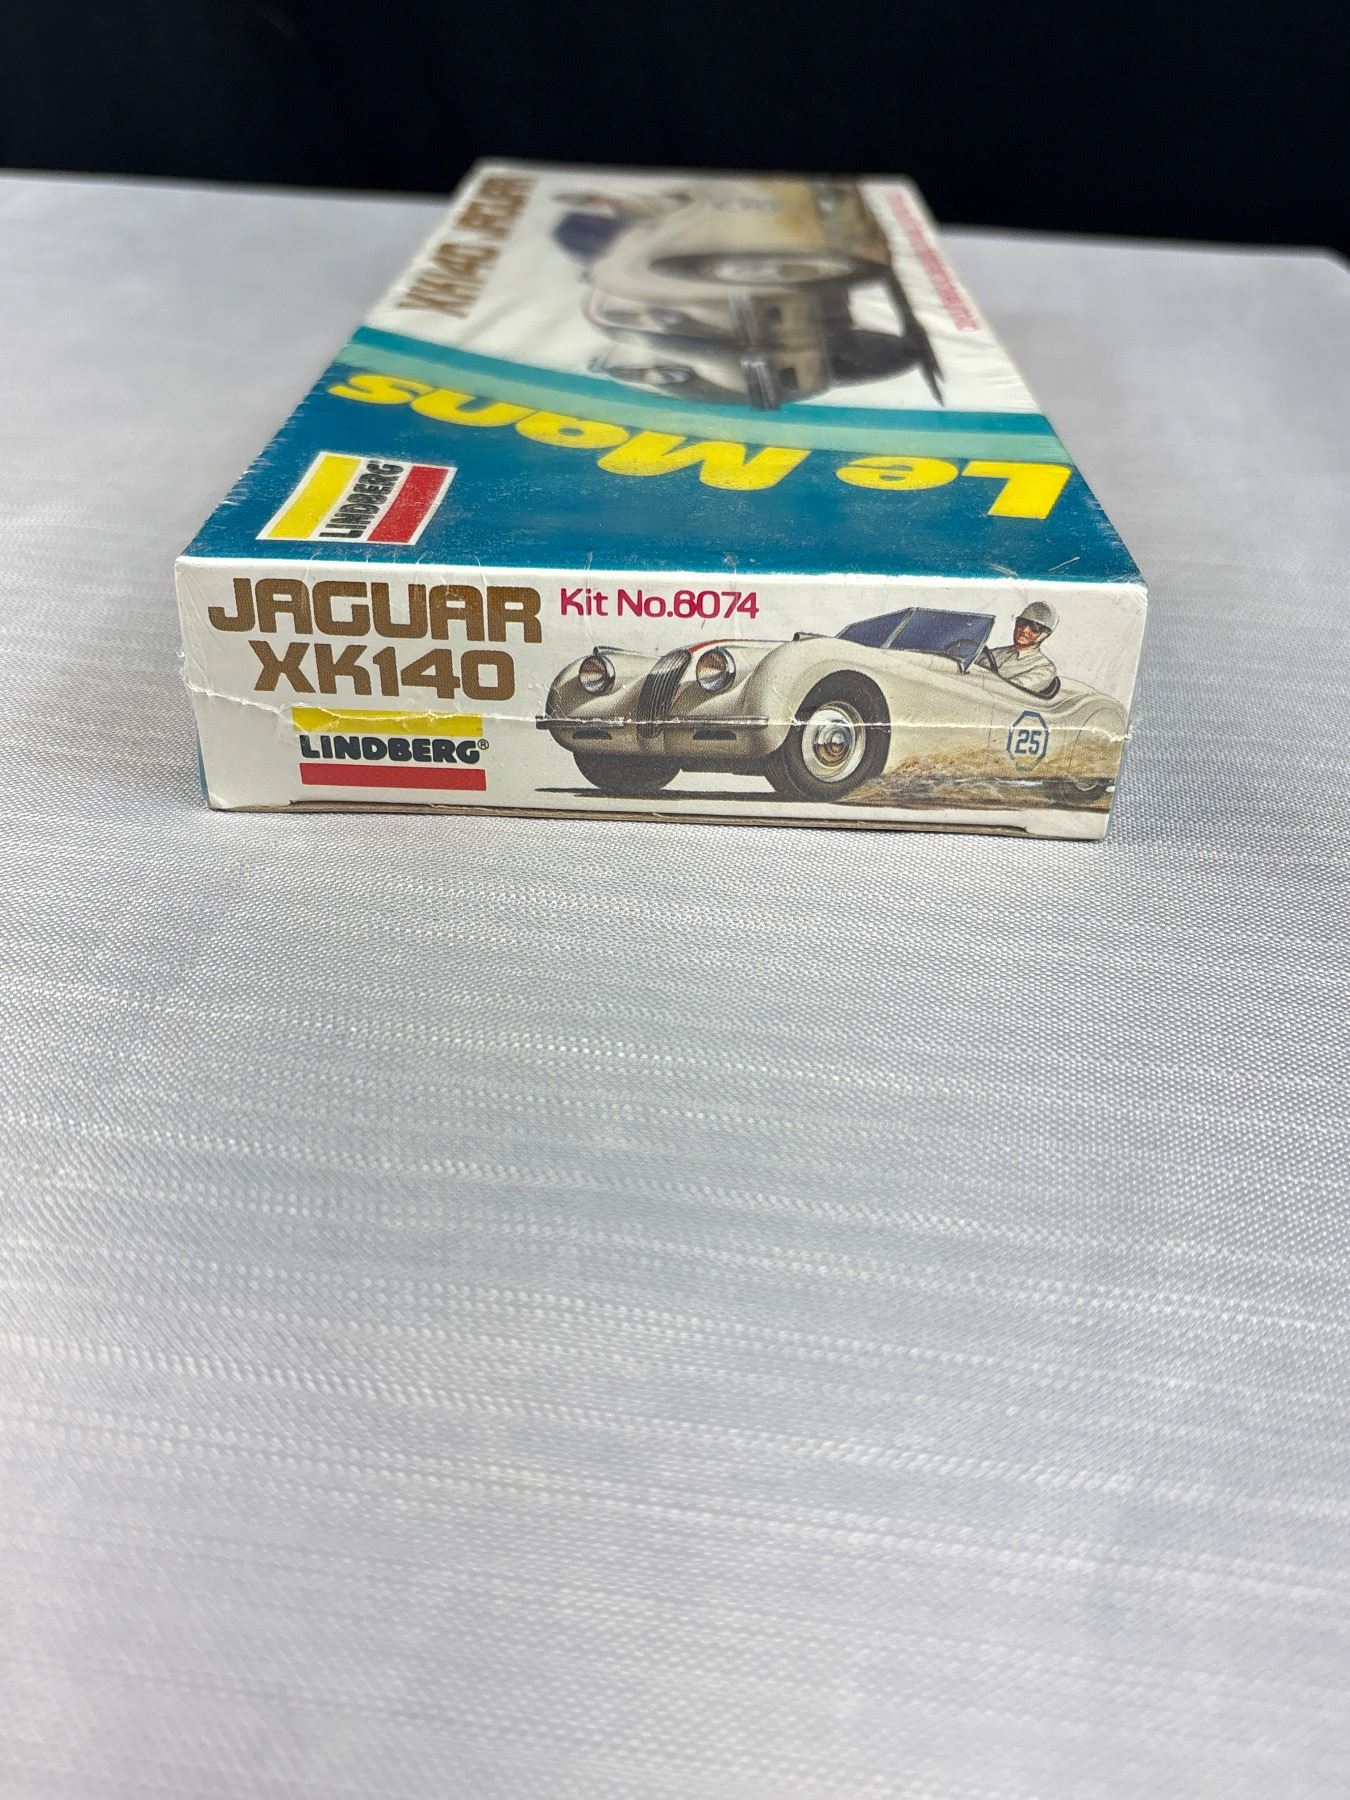 XK140 JAGUAR
Le Mans
LINDBERG
JAGUAR
XK140
Kit No.6074
LINDBERG®
25